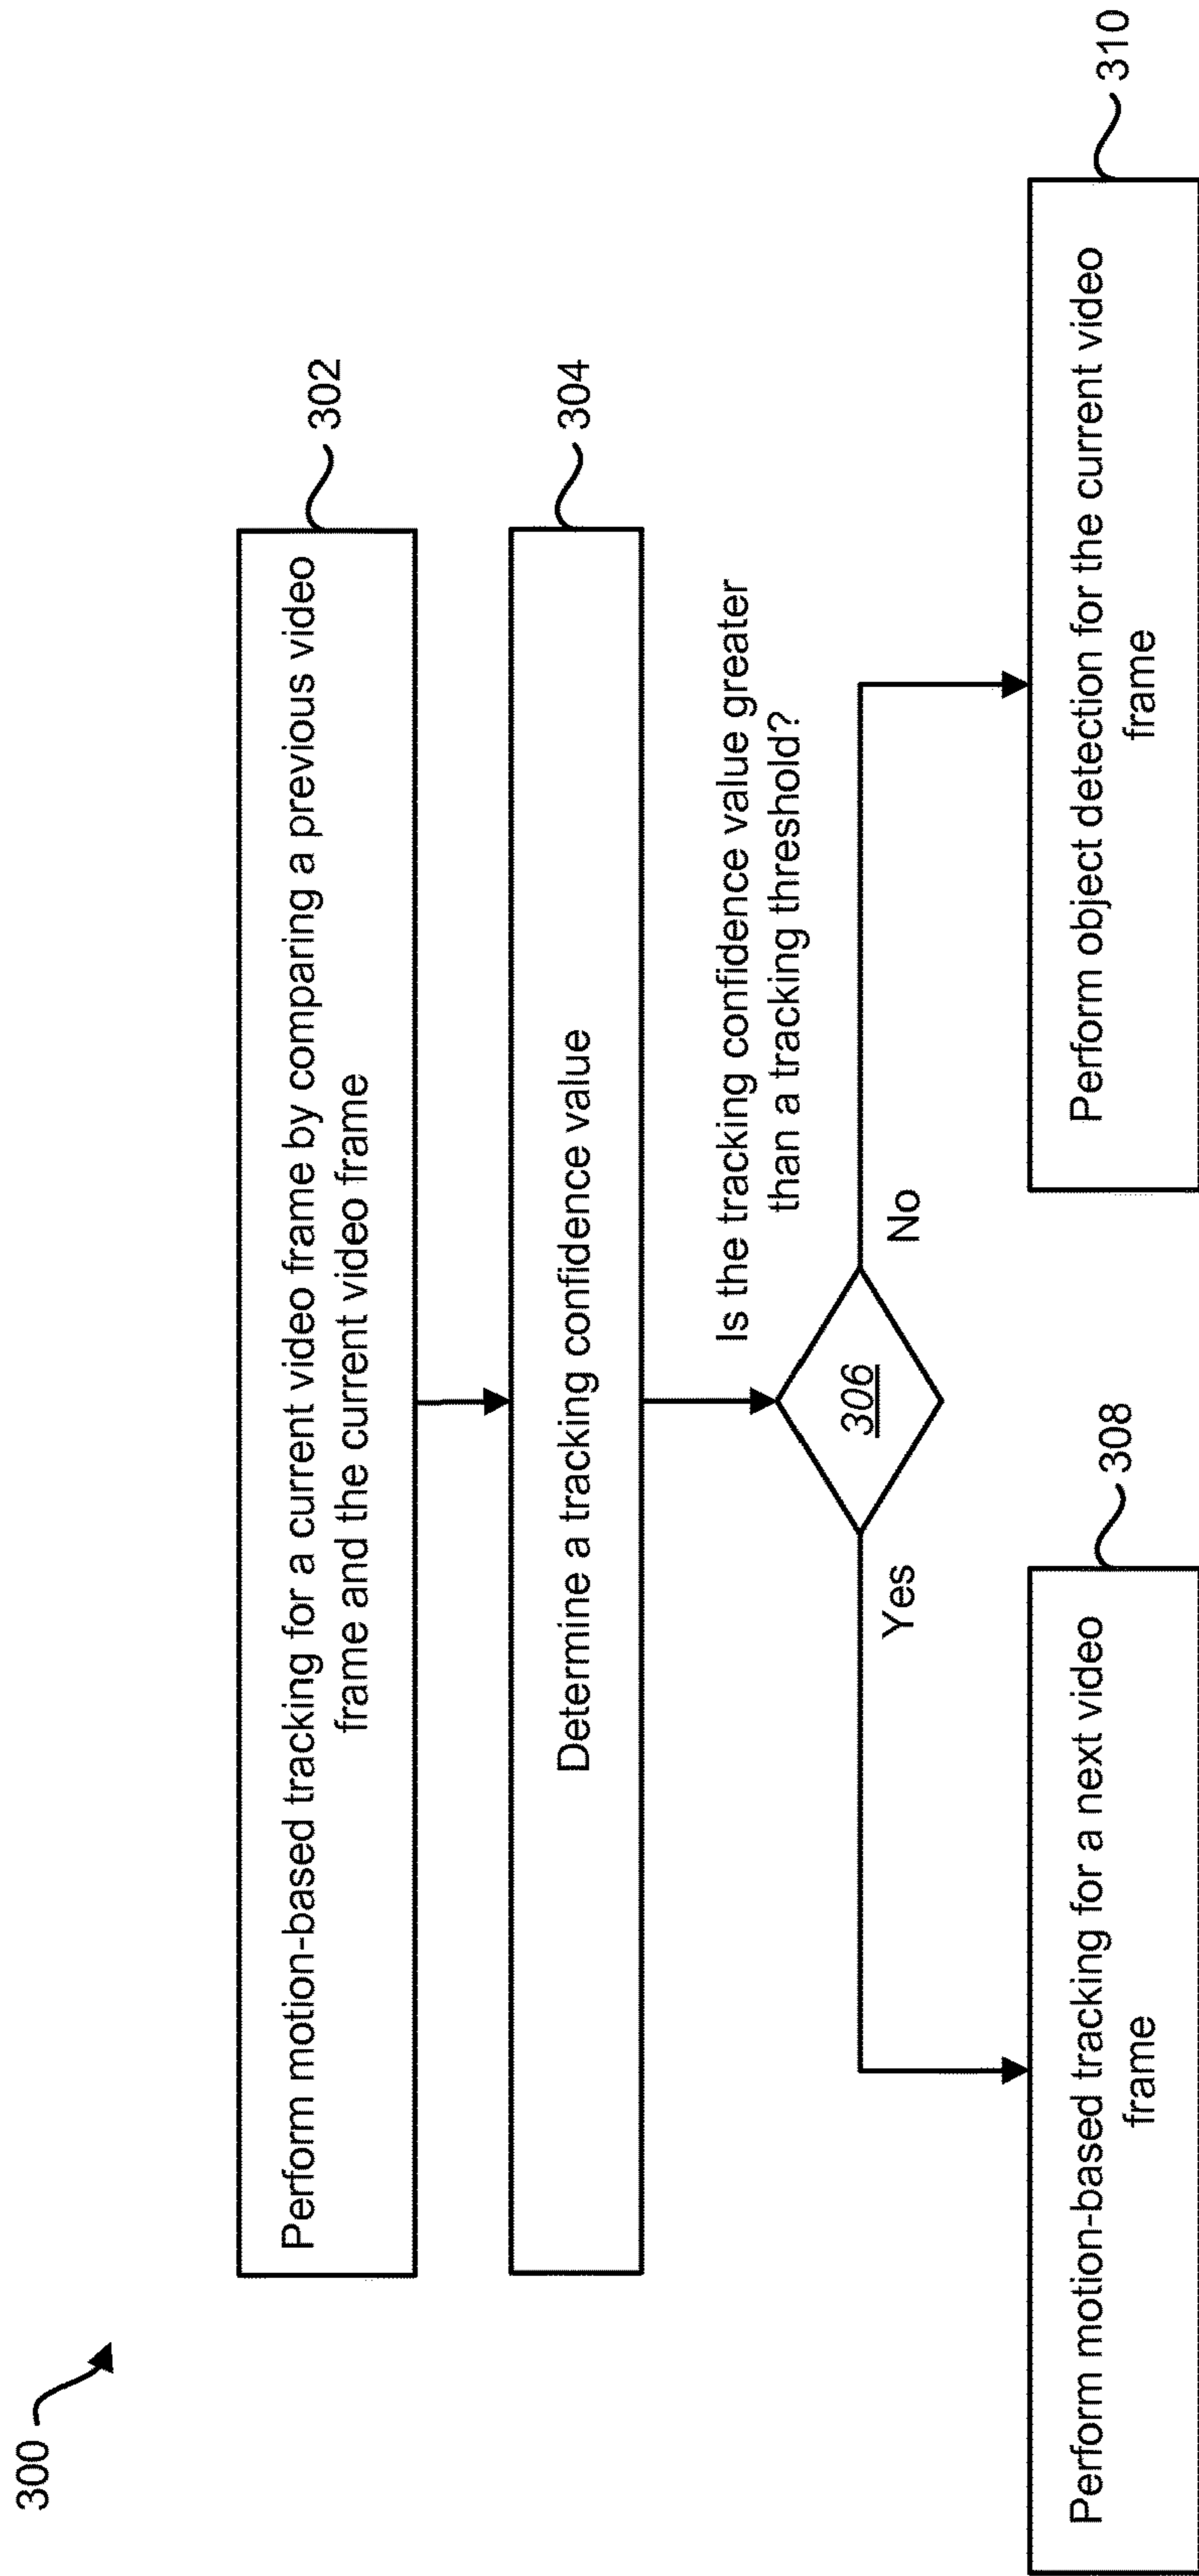 300
Perform motion-based tracking for a current video frame by comparing a previous video
frame and the current video frame
302
Determine a tracking confidence value
304
Is the tracking confidence value greater
than a tracking threshold?
306
Yes
No
Perform motion-based tracking for a next video
frame
308
Perform object detection for the current video
frame
310